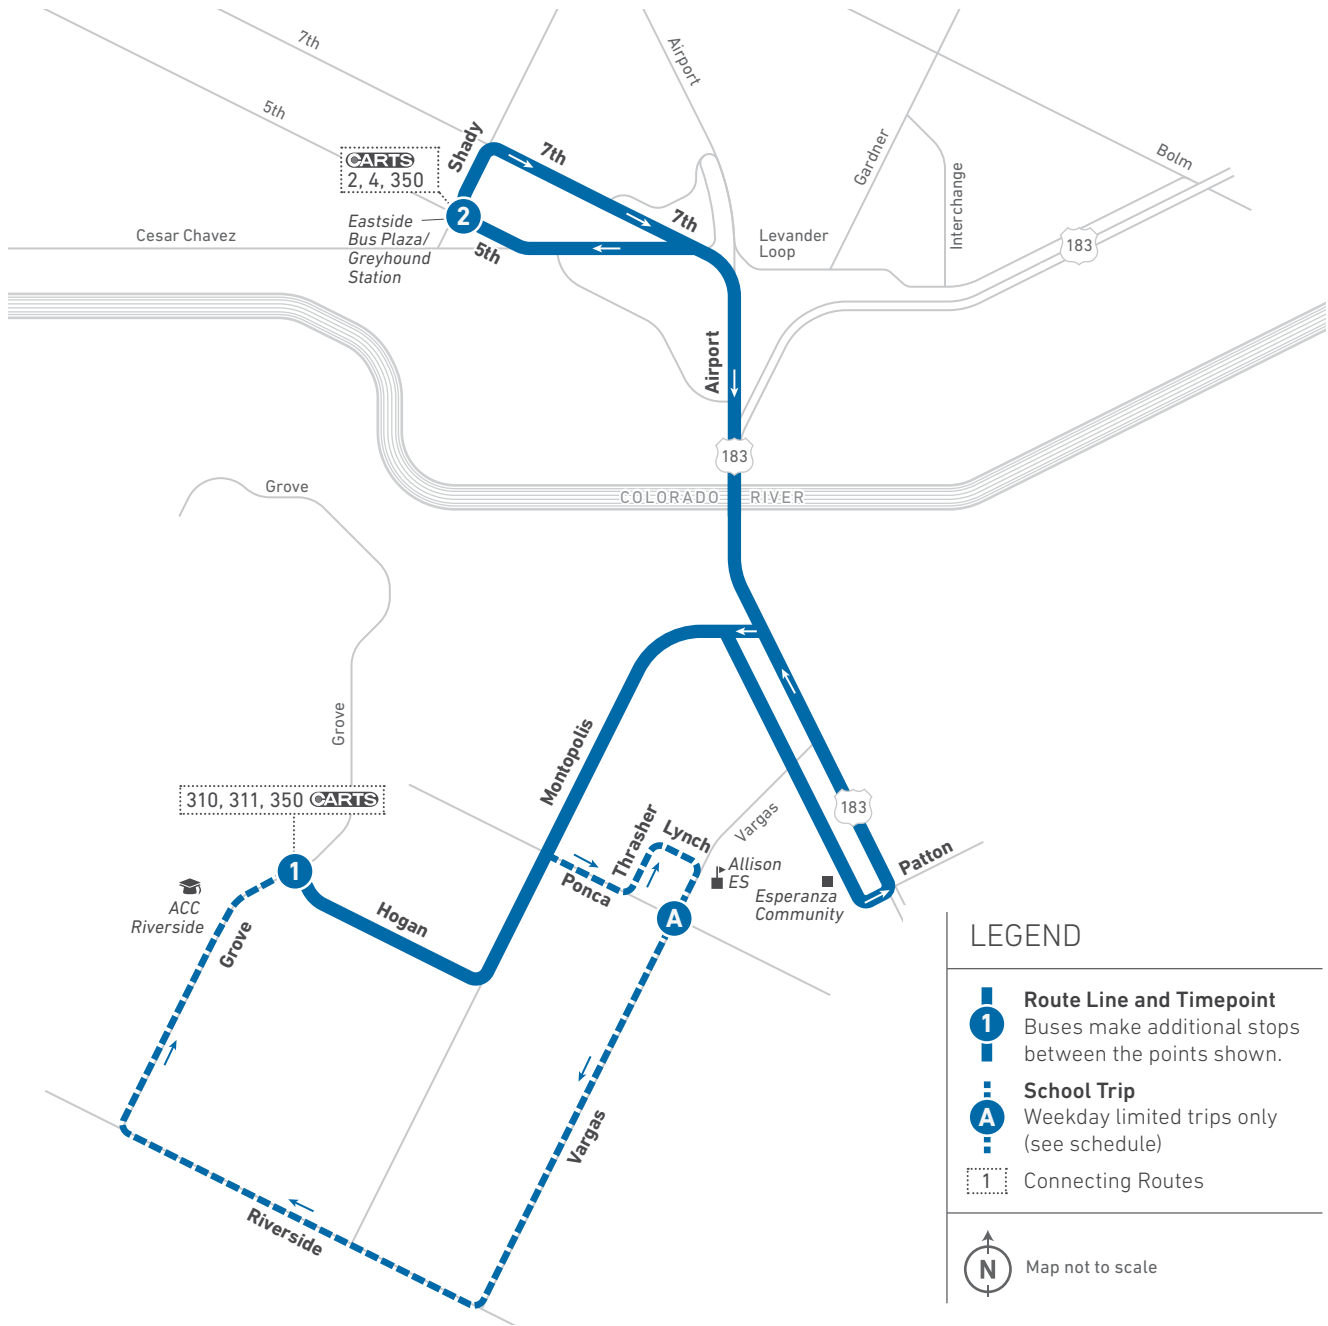 7th
Airport
5th
Gardner
Bolm
Shady
7th
CARTS
2, 4, 350
Interchange
7th
2
Eastside
Bus Plaza/
Greyhound
Station
Cesar Chavez
5th
Levander
Loop
183
Airport
183
COLORADO RIVER
Grove
Grove
Montopolis
310, 311, 350 CARTS
183
Vargas
Thrasher
Lynch
Patton
1
Allison
ES
Ponca
Esperanza
Community
ACC
Riverside
Hogan
A
Grove
Vargas
Riverside
LEGEND
1
Route Line and Timepoint
Buses make additional stops
between the points shown.
A
School Trip
Weekday limited trips only
(see schedule)
1
Connecting Routes
N
Map not to scale